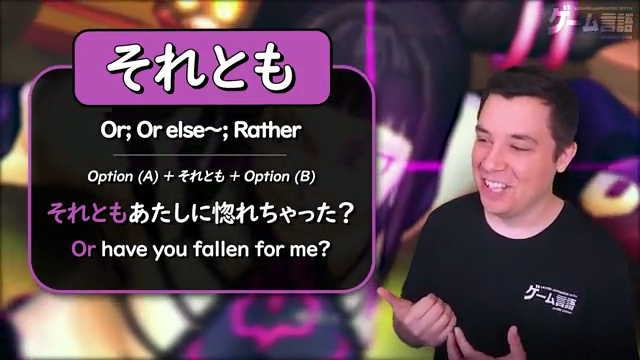 それとも
Or; Or else～; Rather
Option (A) + それとも + Option (B)
それともあたしに惚れちゃった？
Or have you fallen for me?
ゲーム言語
ゲーム言語